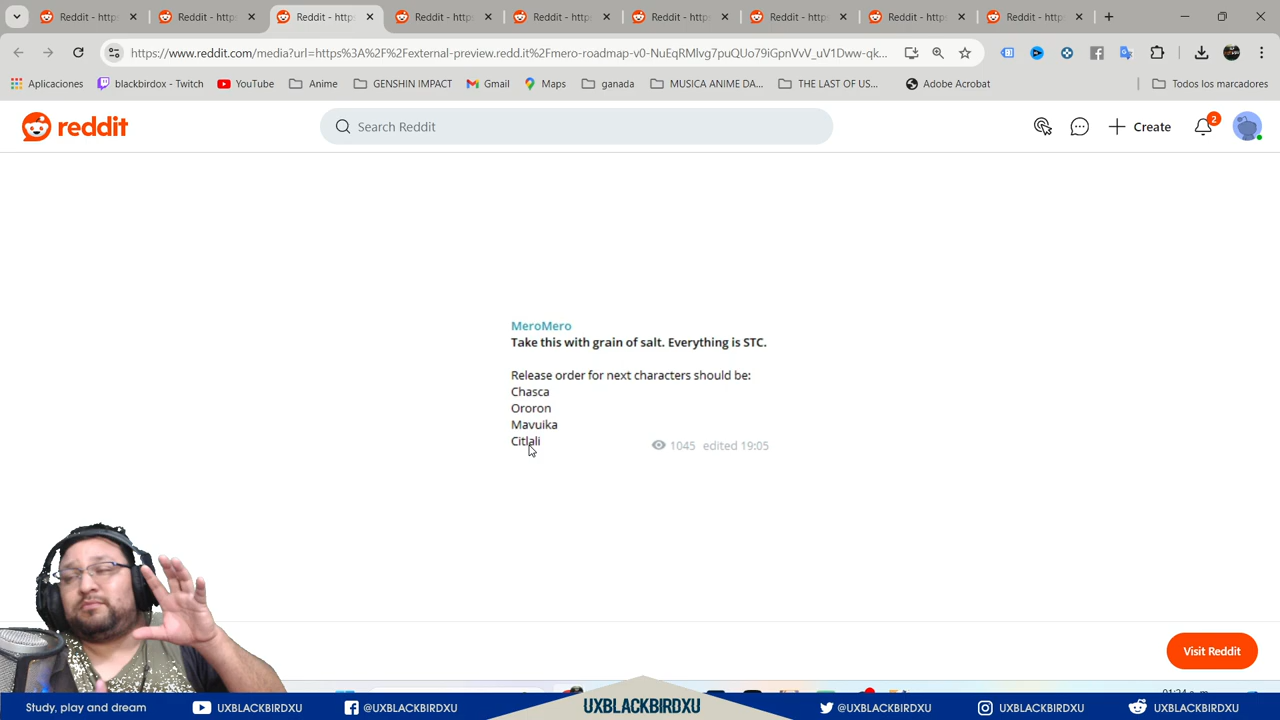 Reddit - http
Reddit - http
Reddit - http
Reddit - http
Reddit - http
Reddit - http
Reddit - http
Reddit - http
Reddit - http
https://www.reddit.com/media?url=https%3A%2F%2Fexternal-preview.redd.it%2Fmero-roadmap-v0-NuEqRMlvg7puQUo79iGpnVvV_uV1Dww-qk...
Aplicaciones
blackbirdox - Twitch
YouTube
Anime
GENSHIN IMPACT
Gmail
Maps
ganada
MUSICA ANIME DA...
THE LAST OF US...
Adobe Acrobat
Todos los marcadores
reddit
Search Reddit
Create
2
MeroMero
Take this with grain of salt. Everything is STC.
Release order for next characters should be:
Chasca
Ororon
Mavuika
Citlali
1045 edited 19:05
Visit Reddit
Study, play and dream
UXBLACKBIRDXU
@UXBLACKBIRDXU
UXBLACKBIRDXU
@UXBLACKBIRDXU
UXBLACKBIRDXU
UXBLACKBIRDXU